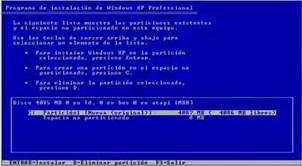 Programa de instalación de Windows XP Professional
La siguiente lista muestra las particiones existentes
y el espacio no particionado en este equipo.
Use las teclas de cursor arriba y abajo para
seleccionar un elemento de la lista.
• Para instalar Windows XP en la partición
seleccionada, presione Entrar.
• Para crear una partición en el espacio no
particionado, presione C.
• Para eliminar la partición seleccionada,
presione D.
Disco 4095 MB 0 en Id. 0 en bus 0 en atapi [MBR]
C: Partición1 (Nueva (original)) 4087 MB ( 4086 MB libres)
Espacio no particionado 8 MB
ENTRAR=Instalar D=Eliminar partición F3=Salir